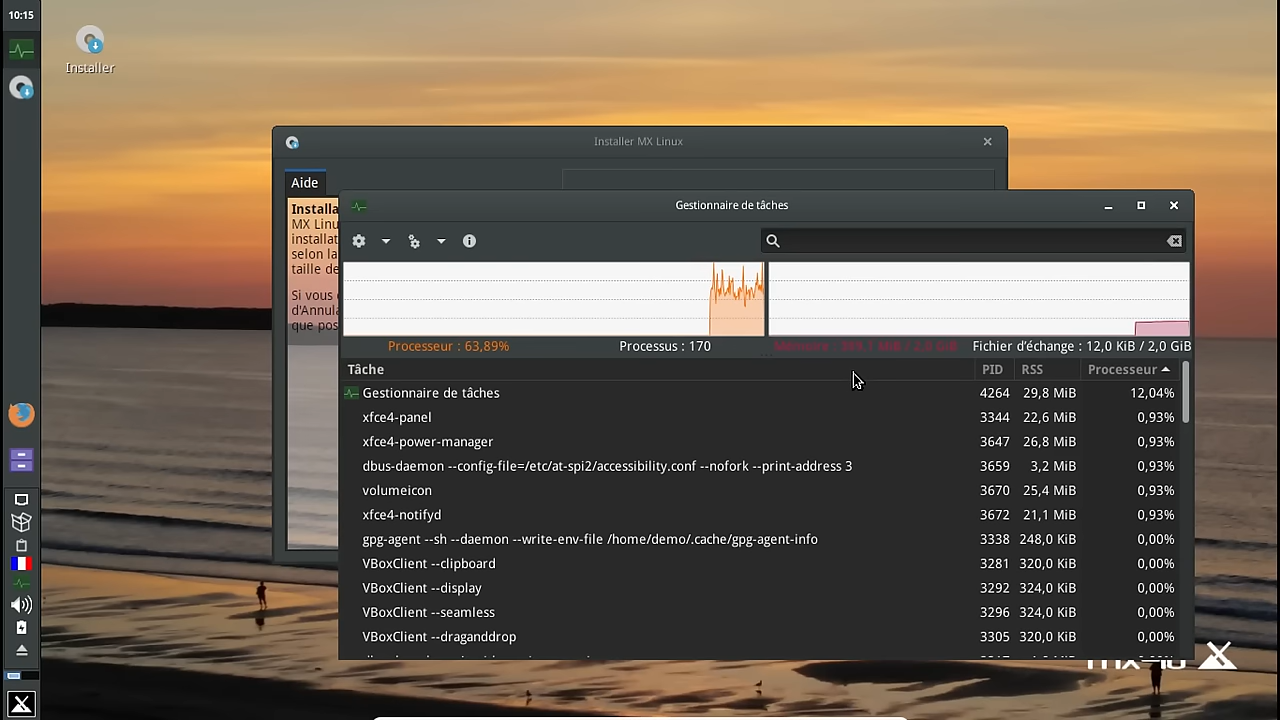 10:15
Installer
Installer MX Linux
Aide
Installa
MX Linu
installat
selon la
taille de
Si vous
d'Annula
que pos
Gestionnaire de tâches
Processeur : 63,89%
Processus : 170
Fichier d'échange : 12,0 KiB / 2,0 GiB
Tâche PID RSS Processeur
Gestionnaire de tâches 4264 29,8 MiB 12,04%
xfce4-panel 3344 22,6 MiB 0,93%
xfce4-power-manager 3647 26,8 MiB 0,93%
dbus-daemon --config-file=/etc/at-spi2/accessibility.conf --nofork --print-address 3 3659 3,2 MiB 0,93%
volumeicon 3670 25,4 MiB 0,93%
xfce4-notifyd 3672 21,1 MiB 0,93%
gpg-agent --sh --daemon --write-env-file /home/demo/.cache/gpg-agent-info 3338 248,0 KiB 0,00%
VBoxClient --clipboard 3281 320,0 KiB 0,00%
VBoxClient --display 3292 324,0 KiB 0,00%
VBoxClient --seamless 3296 324,0 KiB 0,00%
VBoxClient --draganddrop 3305 320,0 KiB 0,00%